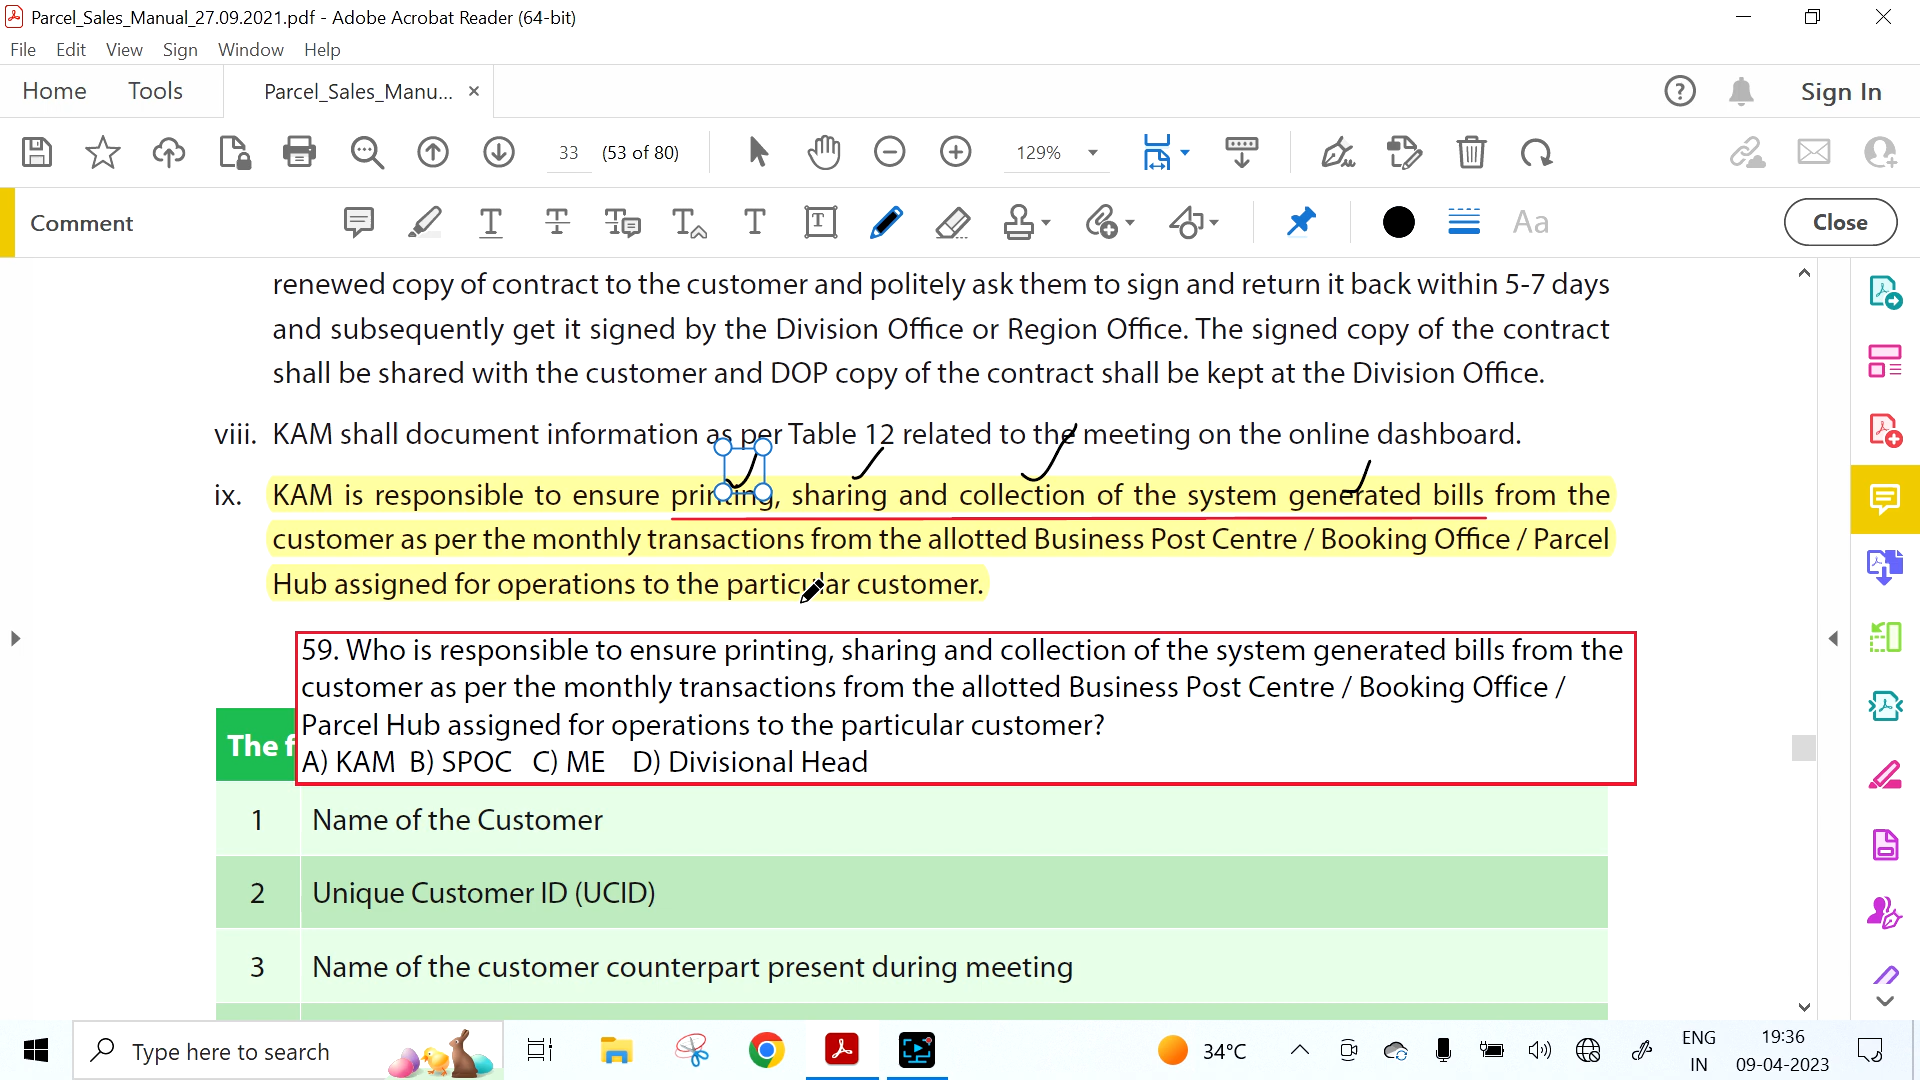 Parcel_Sales_Manual_27.09.2021.pdf - Adobe Acrobat Reader (64-bit)
File Edit View Sign Window Help
Home Tools Parcel_Sales_Manu... × Sign In
33 (53 of 80) 129%
Comment Aa Close
renewed copy of contract to the customer and politely ask them to sign and return it back within 5-7 days
and subsequently get it signed by the Division Office or Region Office. The signed copy of the contract
shall be shared with the customer and DOP copy of the contract shall be kept at the Division Office.
viii. KAM shall document information as per Table 12 related to the meeting on the online dashboard.
ix. KAM is responsible to ensure printing, sharing and collection of the system generated bills from the
customer as per the monthly transactions from the allotted Business Post Centre / Booking Office / Parcel
Hub assigned for operations to the particular customer.
59. Who is responsible to ensure printing, sharing and collection of the system generated bills from the
customer as per the monthly transactions from the allotted Business Post Centre / Booking Office /
Parcel Hub assigned for operations to the particular customer?
A) KAM B) SPOC C) ME D) Divisional Head
The f
1 Name of the Customer
2 Unique Customer ID (UCID)
3 Name of the customer counterpart present during meeting
Type here to search 34°C ENG 19:36
IN 09-04-2023